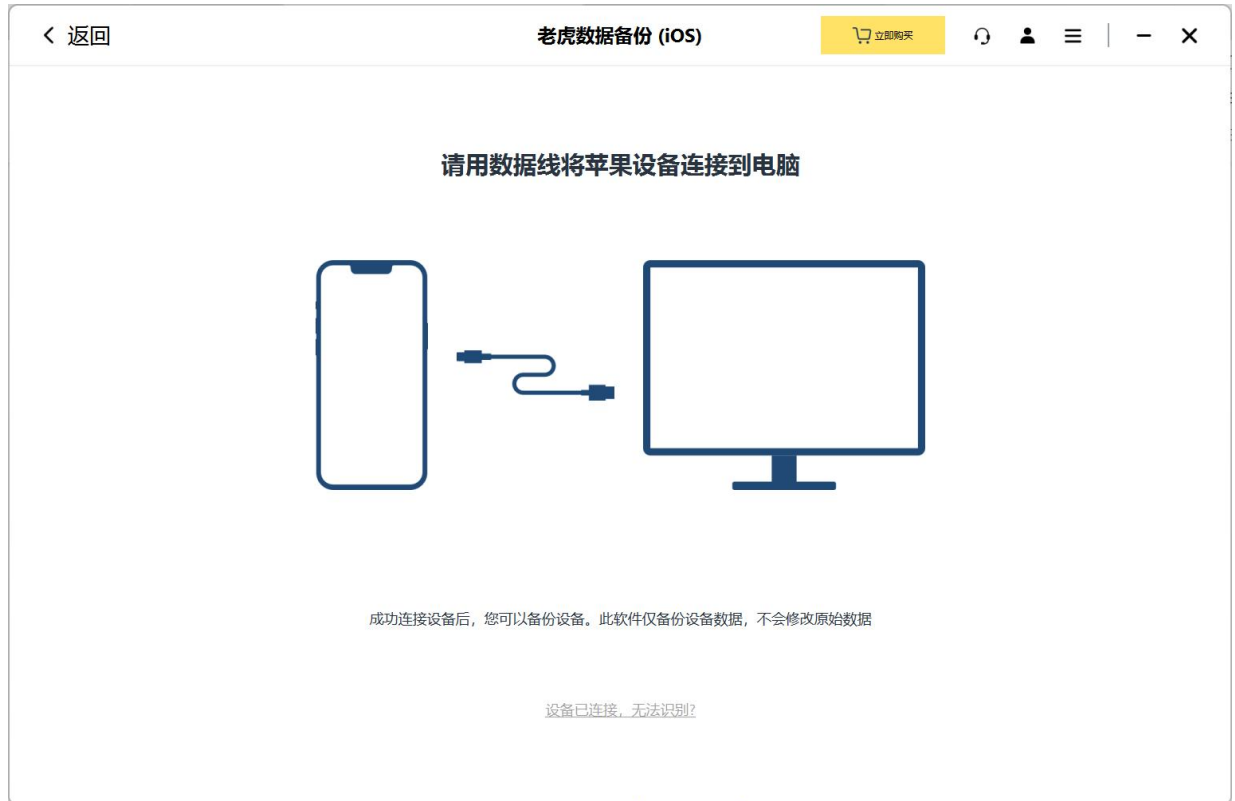 返回
老虎数据备份 (iOS)
立即购买
请用数据线将苹果设备连接到电脑
成功连接设备后，您可以备份设备。此软件仅备份设备数据，不会修改原始数据
设备已连接，无法识别?